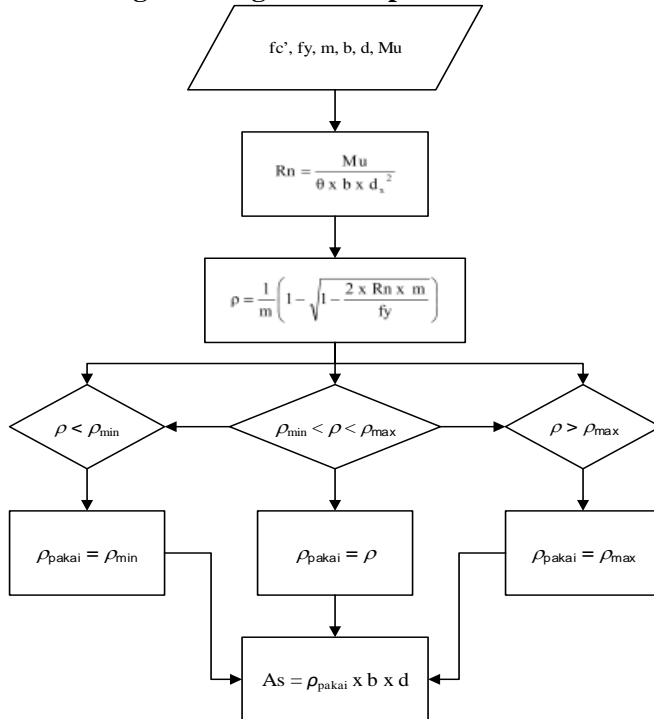 fc’, fy, m, b, d, Mu
Rn = Mu / θ x b x dₓ²
ρ = 1/m (1 − √(1 − 2 x Rn x m / fy))
ρ < ρmin
ρmin < ρ < ρmax
ρ > ρmax
ρpakai = ρmin
ρpakai = ρ
ρpakai = ρmax
As = ρpakai x b x d